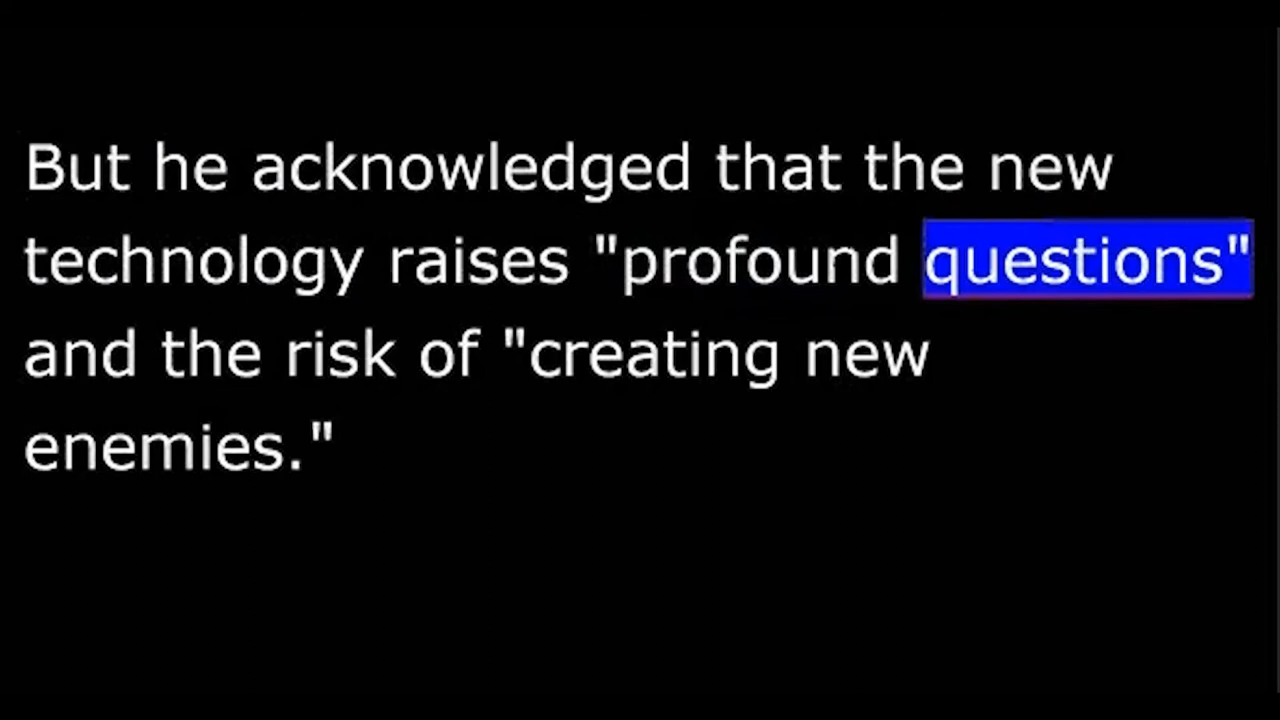 But he acknowledged that the new
technology raises "profound questions"
and the risk of "creating new
enemies."